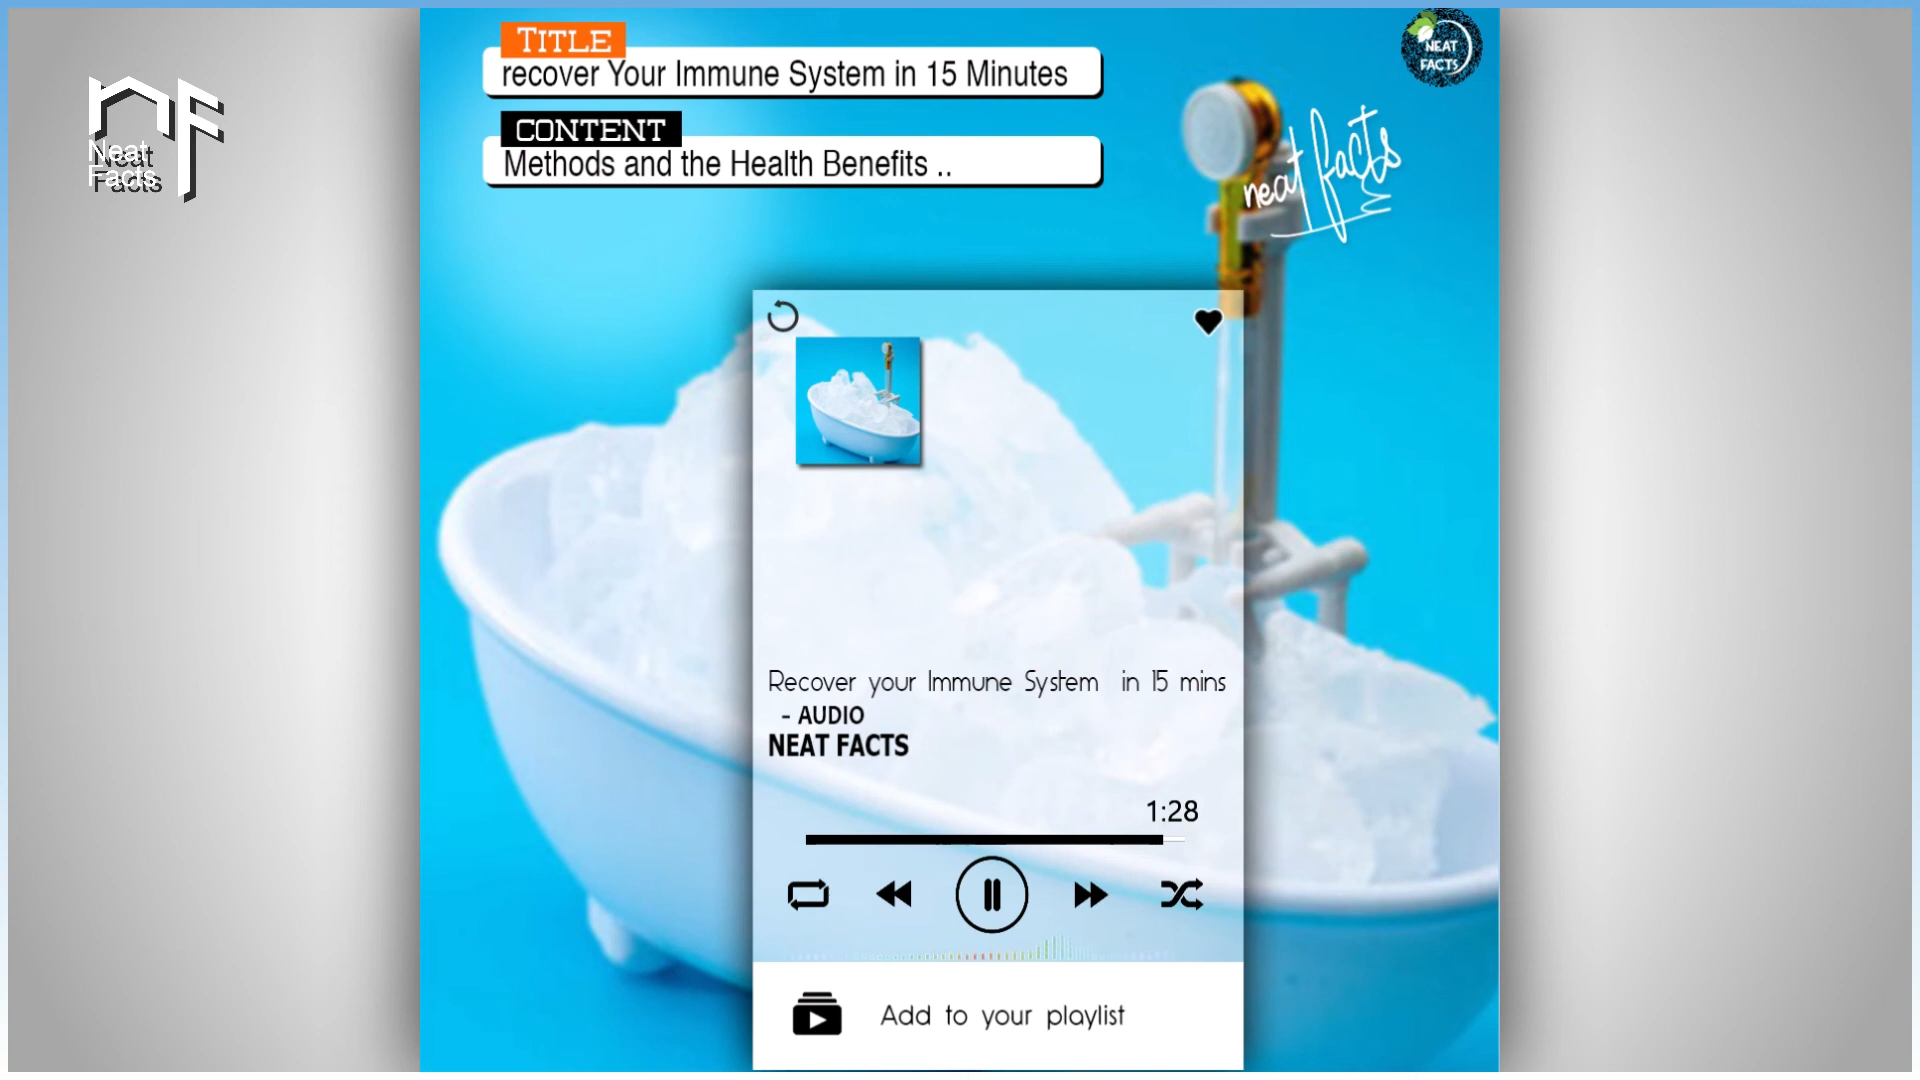 TITLE
recover Your Immune System in 15 Minutes
CONTENT
Methods and the Health Benefits ..
NEAT
FACTS
neat facts
nF
Neat
Facts
Recover your Immune System in 15 mins
- AUDIO
NEAT FACTS
1:28
Add to your playlist